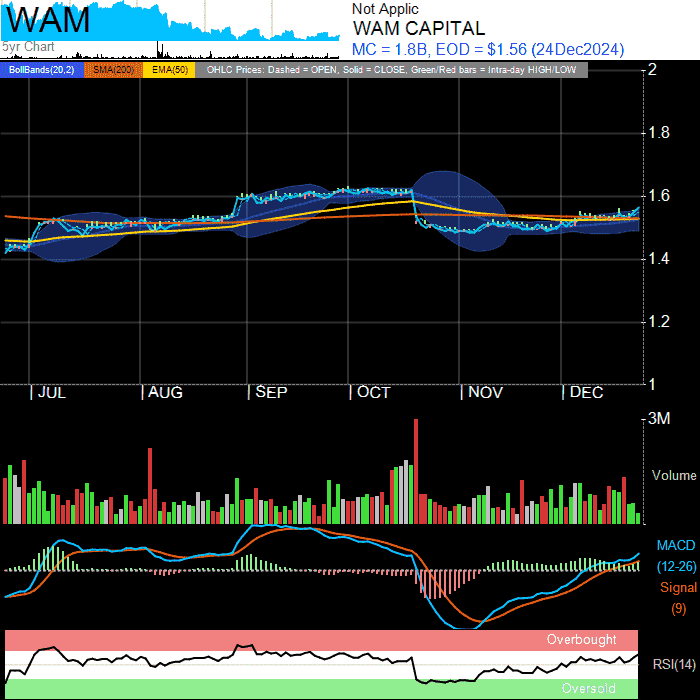 WAM
5yr Chart
Not Applic
WAM CAPITAL
MC = 1.8B, EOD = $1.56 (24Dec2024)
BollBands(20,2) SMA(200) EMA(50) OHLC Prices: Dashed = OPEN, Solid = CLOSE, Green/Red bars = Intra-day HIGH/LOW
2
1.8
1.6
1.4
1.2
1
JUL AUG SEP OCT NOV DEC
3M
Volume
MACD
(12-26)
Signal
(9)
Overbought
RSI(14)
Oversold